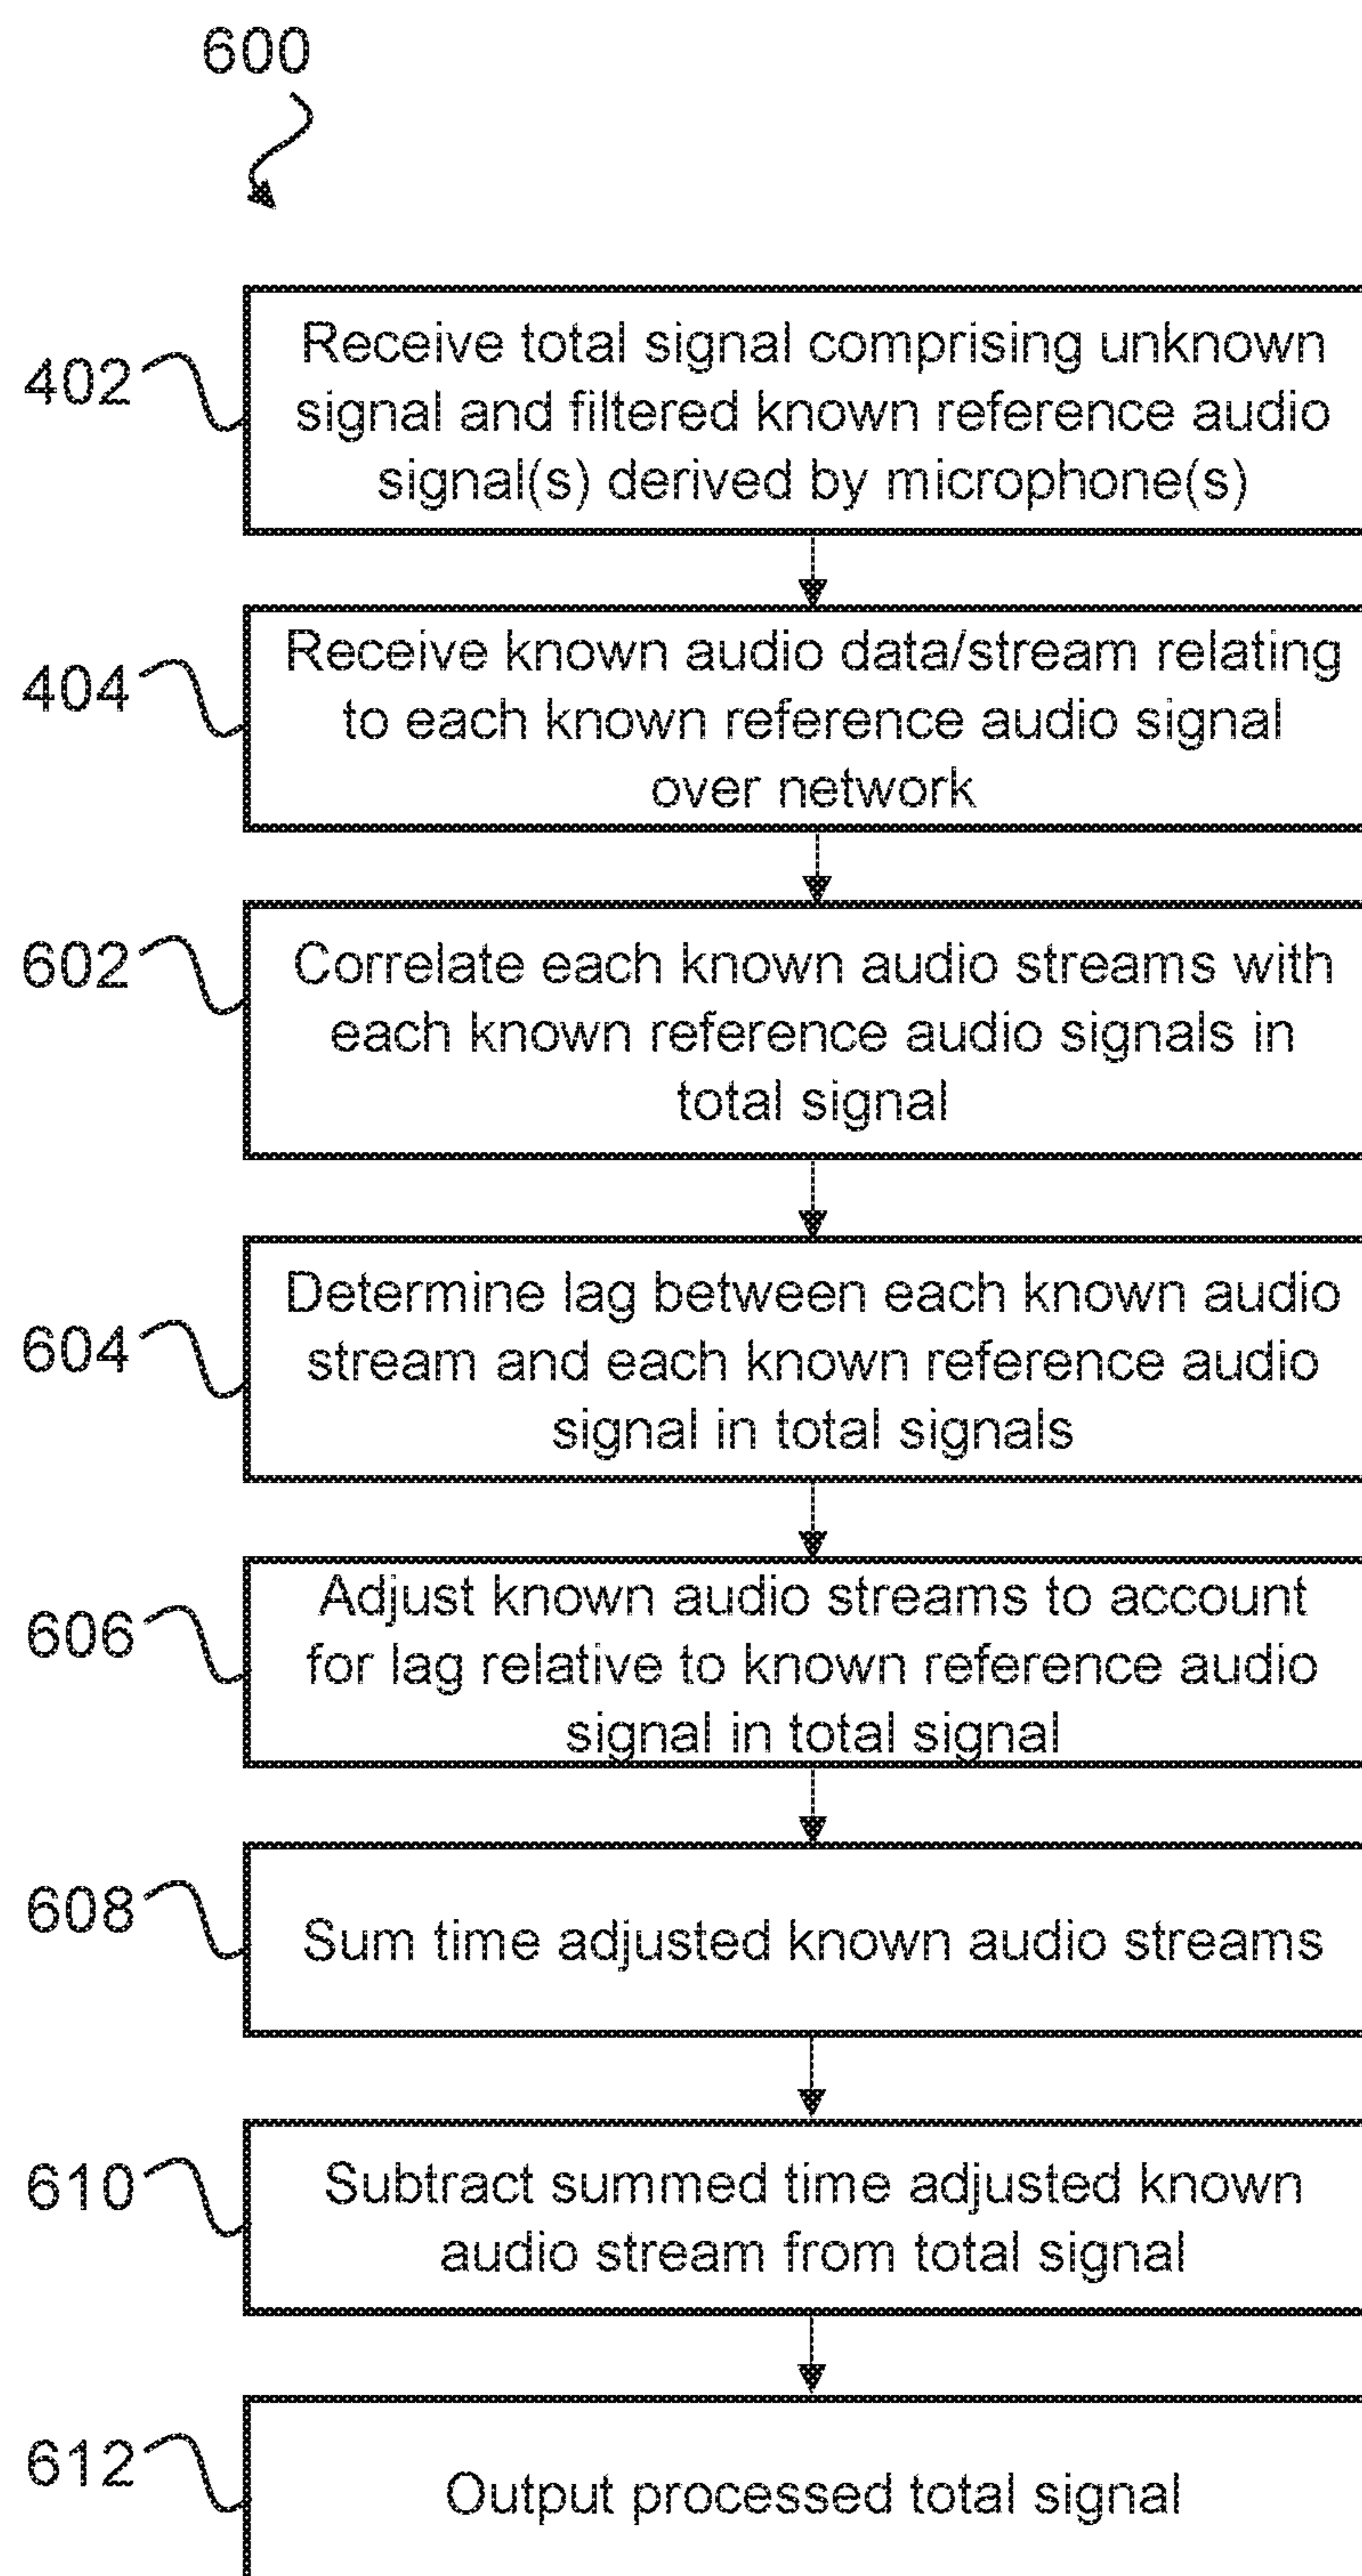 600
402
Receive total signal comprising unknown
signal and filtered known reference audio
signal(s) derived by microphone(s)
404
Receive known audio data/stream relating
to each known reference audio signal
over network
602
Correlate each known audio streams with
each known reference audio signals in
total signal
604
Determine lag between each known audio
stream and each known reference audio
signal in total signals
606
Adjust known audio streams to account
for lag relative to known reference audio
signal in total signal
608
Sum time adjusted known audio streams
610
Subtract summed time adjusted known
audio stream from total signal
612
Output processed total signal